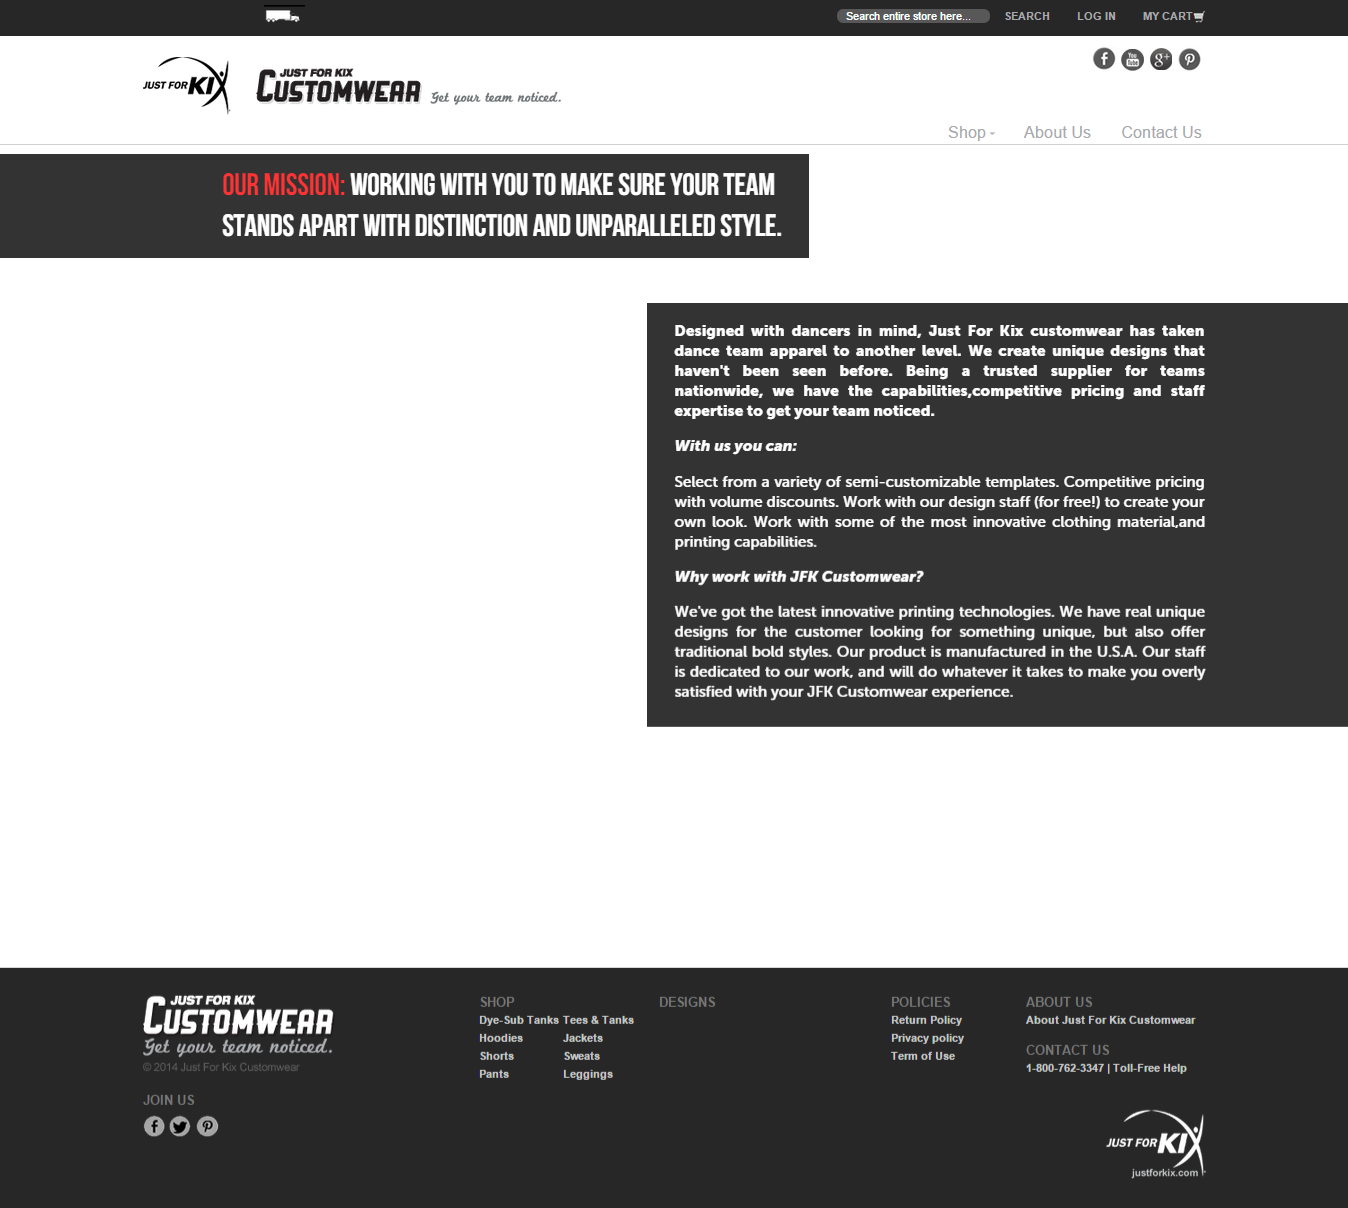 Search entire store here... SEARCH LOG IN MY CART
JUST FOR KIX
JUST FOR KIX
CUSTOMWEAR Get your team noticed.
You Tube g+
Shop About Us Contact Us
OUR MISSION: WORKING WITH YOU TO MAKE SURE YOUR TEAM
STANDS APART WITH DISTINCTION AND UNPARALLELED STYLE.
Designed with dancers in mind, Just For Kix customwear has taken
dance team apparel to another level. We create unique designs that
haven't been seen before. Being a trusted supplier for teams
nationwide, we have the capabilities,competitive pricing and staff
expertise to get your team noticed.
With us you can:
Select from a variety of semi-customizable templates. Competitive pricing
with volume discounts. Work with our design staff (for free!) to create your
own look. Work with some of the most innovative clothing material,and
printing capabilities.
Why work with JFK Customwear?
We've got the latest innovative printing technologies. We have real unique
designs for the customer looking for something unique, but also offer
traditional bold styles. Our product is manufactured in the U.S.A. Our staff
is dedicated to our work, and will do whatever it takes to make you overly
satisfied with your JFK Customwear experience.
JUST FOR KIX
CUSTOMWEAR
Get your team noticed.
© 2014 Just For Kix Customwear
JOIN US
SHOP
Dye-Sub Tanks Tees & Tanks
Hoodies Jackets
Shorts Sweats
Pants Leggings
DESIGNS
POLICIES
Return Policy
Privacy policy
Term of Use
ABOUT US
About Just For Kix Customwear
CONTACT US
1-800-762-3347 | Toll-Free Help
JUST FOR KIX
justforkix.com